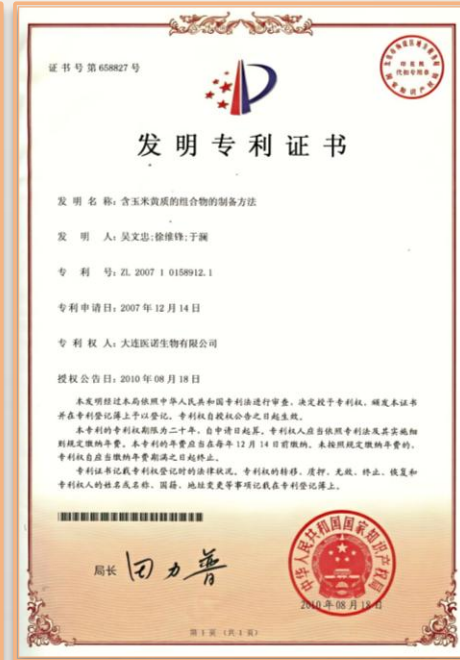 证书号第658827号
发明专利证书
发 明 名 称：含玉米黄质的组合物的制备方法
发 明 人：吴文忠;徐维锋;于澜
专 利 号：ZL 2007 1 0158912.1
专利申请日：2007年12月14日
专 利 权 人：大连医诺生物有限公司
授权公告日：2010年08月18日
本发明经过本局依照中华人民共和国专利法进行审查，决定授予专利权，颁发本证书
并在专利登记簿上予以登记。专利权自授权公告之日起生效。
本专利的专利权期限为二十年，自申请日起算。专利权人应当依照专利法及其实施细
则规定缴纳年费。本专利的年费应当在每年12月14日前缴纳。未按照规定缴纳年费的，
专利权自应当缴纳年费期满之日起终止。
专利证书记载专利权登记时的法律状况。专利权的转移、质押、无效、终止、恢复和
专利权人的姓名或名称、国籍、地址变更等事项记载在专利登记簿上。
局长 田力普
中华人民共和国国家知识产权局
2010年08月18日
第1页（共1页）